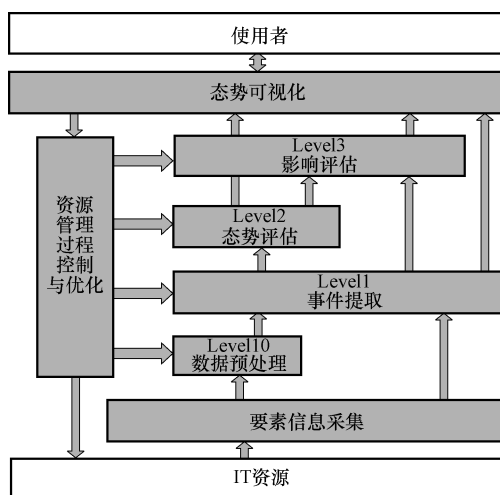 使用者
态势可视化
Level3
影响评估
资源
管理
过程
控制
与优化
Level2
态势评估
Level1
事件提取
Level10
数据预处理
要素信息采集
IT资源